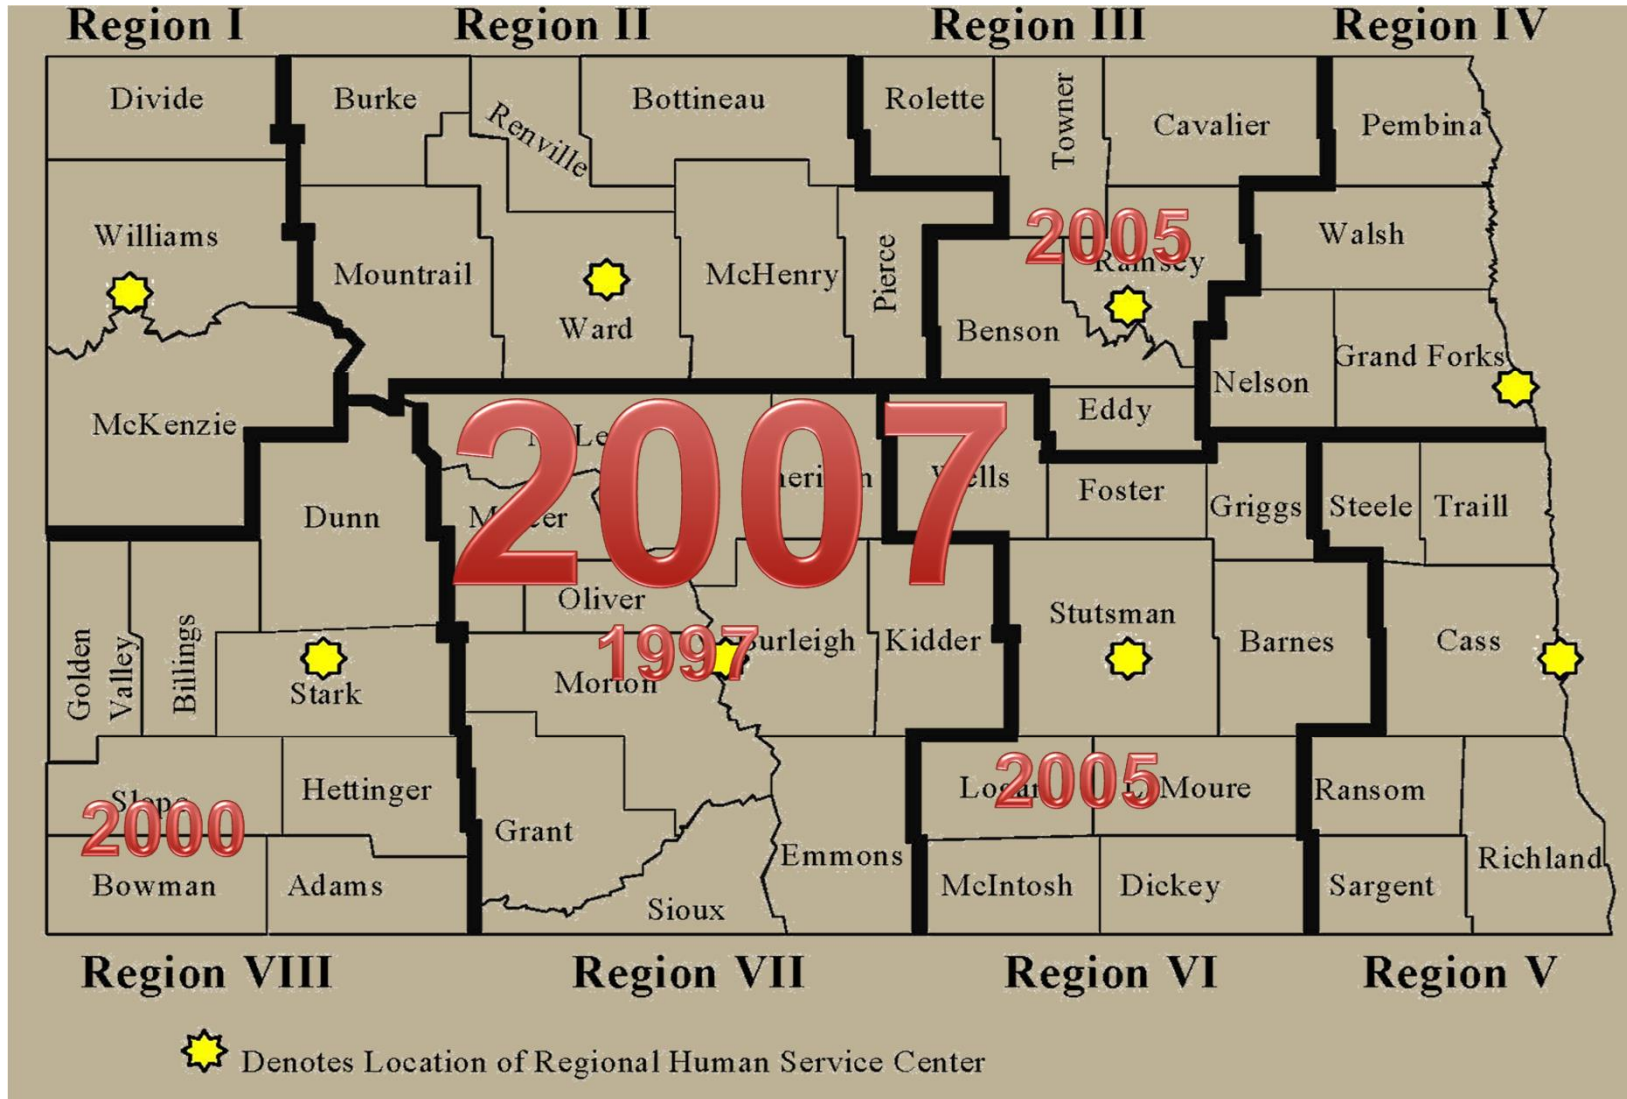 Region I Region II Region III Region IV
Divide Burke Renville Bottineau Rolette Towner Cavalier Pembina
Williams Mountrail Ward McHenry Pierce Benson 2005 Ramsey Walsh
McKenzie Nelson Grand Forks
Eddy
2007
Dunn Wells Foster Griggs Steele Traill
Oliver
Golden Valley Billings Stark 1997 Morton Burleigh Kidder Stutsman Barnes Cass
Hettinger 2005 Ransom
2000 Grant Emmons Richland
Bowman Adams Sioux McIntosh Dickey Sargent
Region VIII Region VII Region VI Region V
Denotes Location of Regional Human Service Center